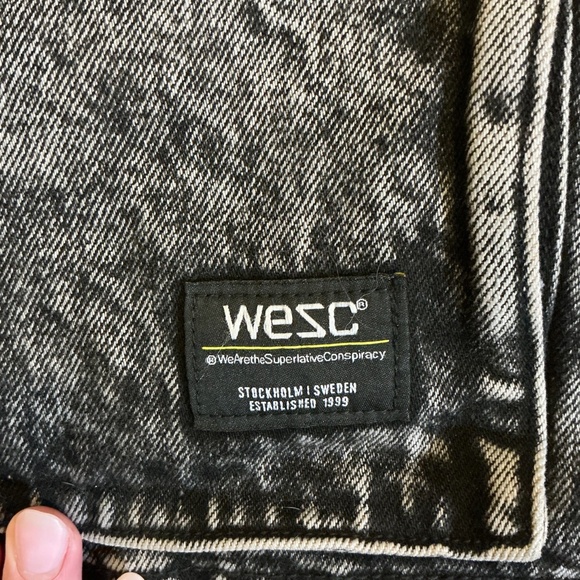 wesc®
®WeAretheSuperlativeConspiracy
STOCKHOLM | SWEDEN
ESTABLISHED 1999